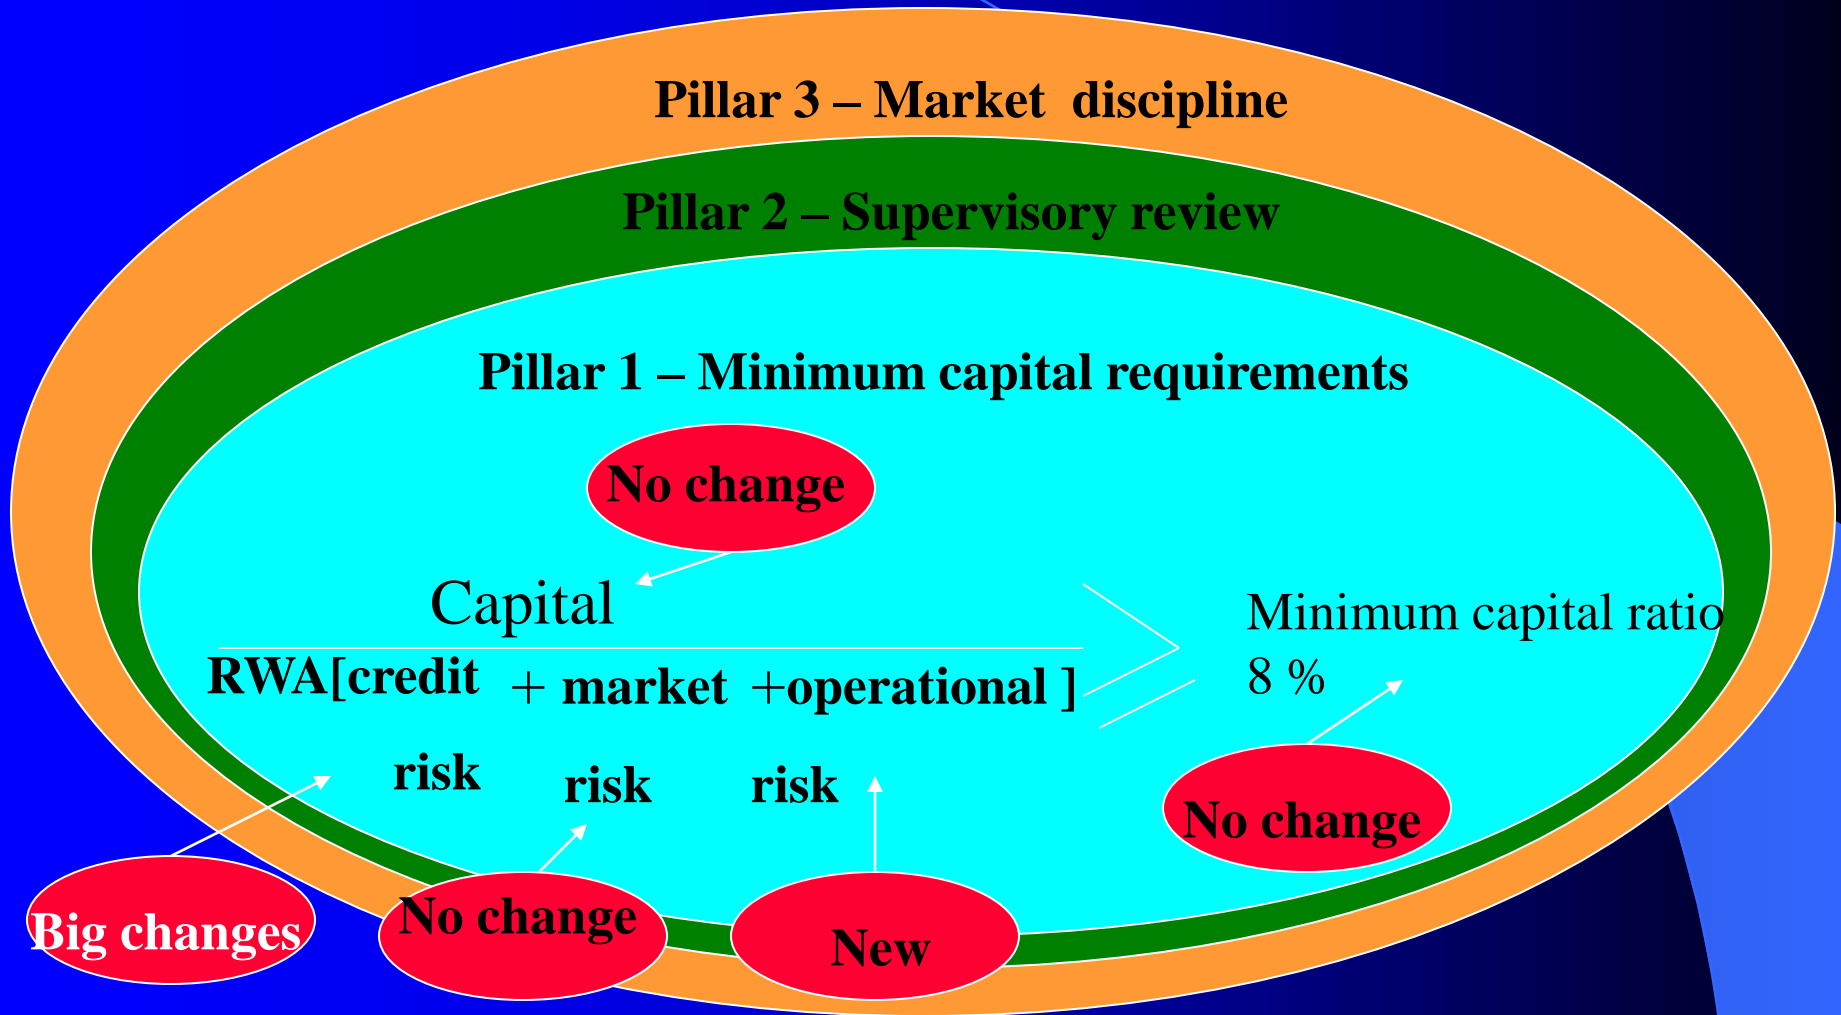 Pillar 3 – Market discipline
Pillar 2 – Supervisory review
Pillar 1 – Minimum capital requirements
No change
Capital
Minimum capital ratio
RWA[credit + market +operational ]
8 %
risk risk risk
No change
Big changes
No change
New